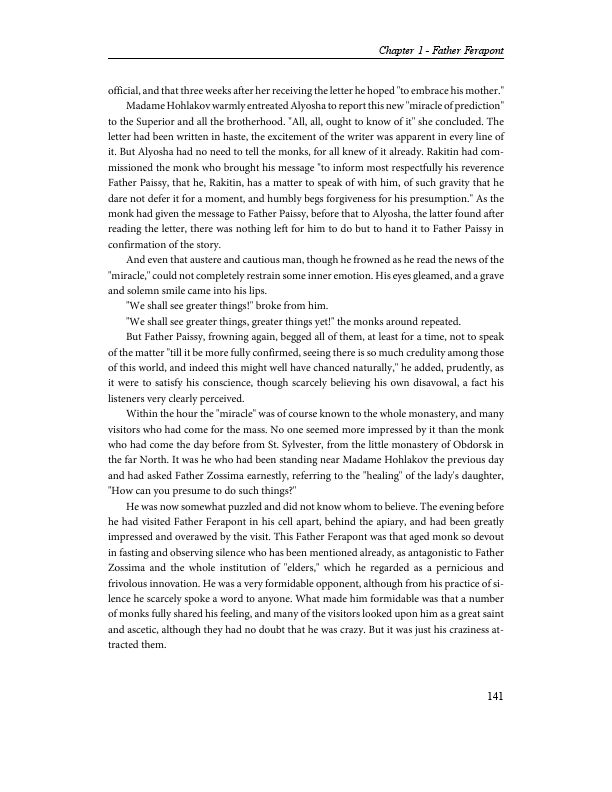 Chapter 1 - Father Ferapont
official, and that three weeks after her receiving the letter he hoped "to embrace his mother."
Madame Hohlakov warmly entreated Alyosha to report this new "miracle of prediction"
to the Superior and all the brotherhood. "All, all, ought to know of it" she concluded. The
letter had been written in haste, the excitement of the writer was apparent in every line of
it. But Alyosha had no need to tell the monks, for all knew of it already. Rakitin had com-
missioned the monk who brought his message "to inform most respectfully his reverence
Father Paissy, that he, Rakitin, has a matter to speak of with him, of such gravity that he
dare not defer it for a moment, and humbly begs forgiveness for his presumption." As the
monk had given the message to Father Paissy, before that to Alyosha, the latter found after
reading the letter, there was nothing left for him to do but to hand it to Father Paissy in
confirmation of the story.
And even that austere and cautious man, though he frowned as he read the news of the
"miracle," could not completely restrain some inner emotion. His eyes gleamed, and a grave
and solemn smile came into his lips.
"We shall see greater things!" broke from him.
"We shall see greater things, greater things yet!" the monks around repeated.
But Father Paissy, frowning again, begged all of them, at least for a time, not to speak
of the matter "till it be more fully confirmed, seeing there is so much credulity among those
of this world, and indeed this might well have chanced naturally," he added, prudently, as
it were to satisfy his conscience, though scarcely believing his own disavowal, a fact his
listeners very clearly perceived.
Within the hour the "miracle" was of course known to the whole monastery, and many
visitors who had come for the mass. No one seemed more impressed by it than the monk
who had come the day before from St. Sylvester, from the little monastery of Obdorsk in
the far North. It was he who had been standing near Madame Hohlakov the previous day
and had asked Father Zossima earnestly, referring to the "healing" of the lady's daughter,
"How can you presume to do such things?"
He was now somewhat puzzled and did not know whom to believe. The evening before
he had visited Father Ferapont in his cell apart, behind the apiary, and had been greatly
impressed and overawed by the visit. This Father Ferapont was that aged monk so devout
in fasting and observing silence who has been mentioned already, as antagonistic to Father
Zossima and the whole institution of "elders," which he regarded as a pernicious and
frivolous innovation. He was a very formidable opponent, although from his practice of si-
lence he scarcely spoke a word to anyone. What made him formidable was that a number
of monks fully shared his feeling, and many of the visitors looked upon him as a great saint
and ascetic, although they had no doubt that he was crazy. But it was just his craziness at-
tracted them.
141